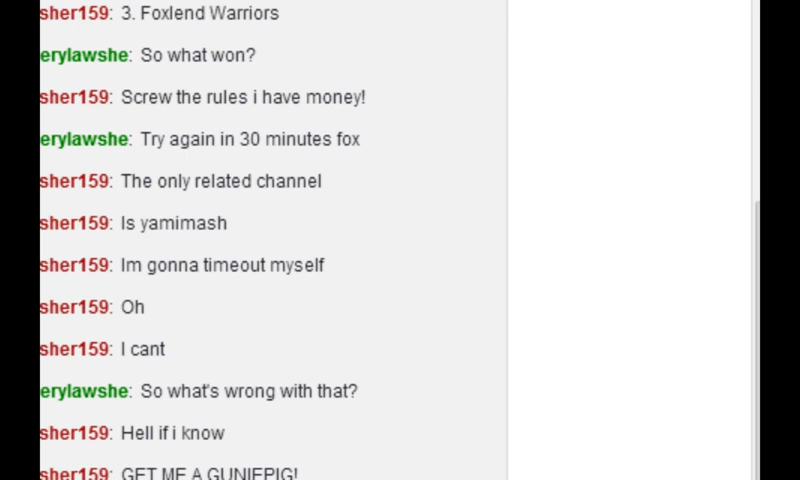 sher159: 3. Foxlend Warriors
erylawshe: So what won?
sher159: Screw the rules i have money!
erylawshe: Try again in 30 minutes fox
sher159: The only related channel
sher159: Is yamimash
sher159: Im gonna timeout myself
sher159: Oh
sher159: I cant
erylawshe: So what's wrong with that?
sher159: Hell if i know
sher159: GET ME A GUNIEPIG!